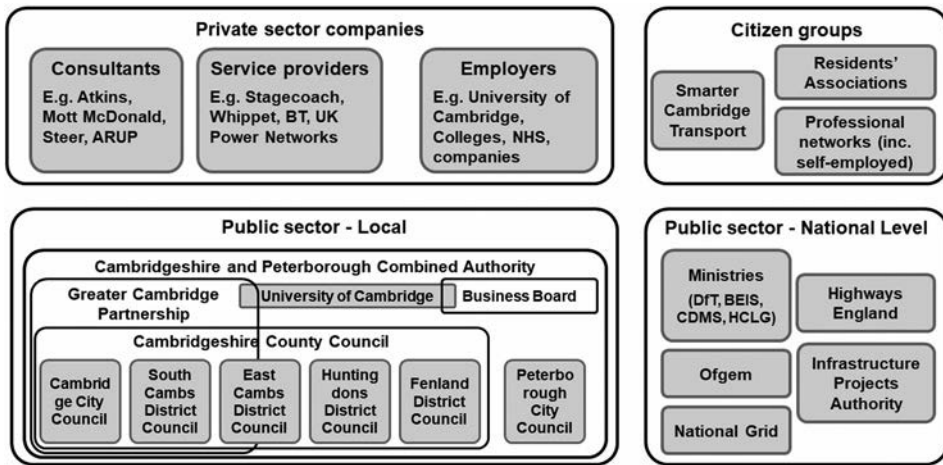 Private sector companies
Consultants
E.g. Atkins,
Mott McDonald,
Steer, ARUP
Service providers
E.g. Stagecoach,
Whippet, BT, UK
Power Networks
Employers
E.g. University of
Cambridge,
Colleges, NHS,
companies
Citizen groups
Smarter
Cambridge
Transport
Residents'
Associations
Professional
networks (inc.
self-employed)
Public sector - Local
Cambridgeshire and Peterborough Combined Authority
Greater Cambridge
Partnership
University of Cambridge
Business Board
Cambridgeshire County Council
Cambrid
ge City
Council
South
Cambs
District
Council
East
Cambs
District
Council
Hunting
dons
District
Council
Fenland
District
Council
Peterbo
rough
City
Council
Public sector - National Level
Ministries
(DfT, BEIS,
CDMS, HCLG)
Highways
England
Ofgem
Infrastructure
Projects
Authority
National Grid